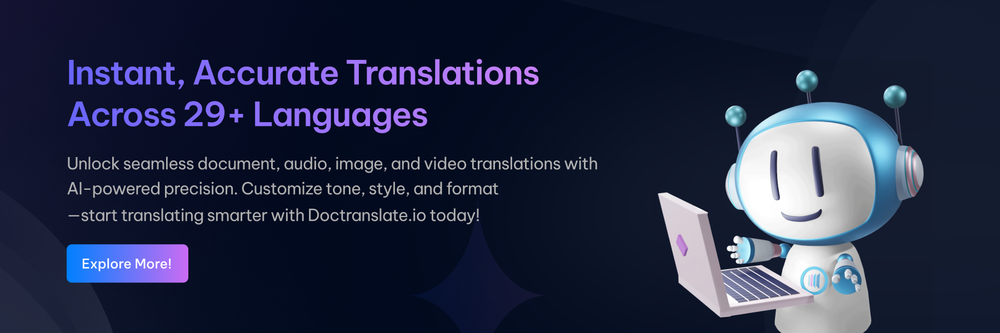 Instant, Accurate Translations
Across 29+ Languages
Unlock seamless document, audio, image, and video translations with
AI-powered precision. Customize tone, style, and format
—start translating smarter with Doctranslate.io today!
Explore More!